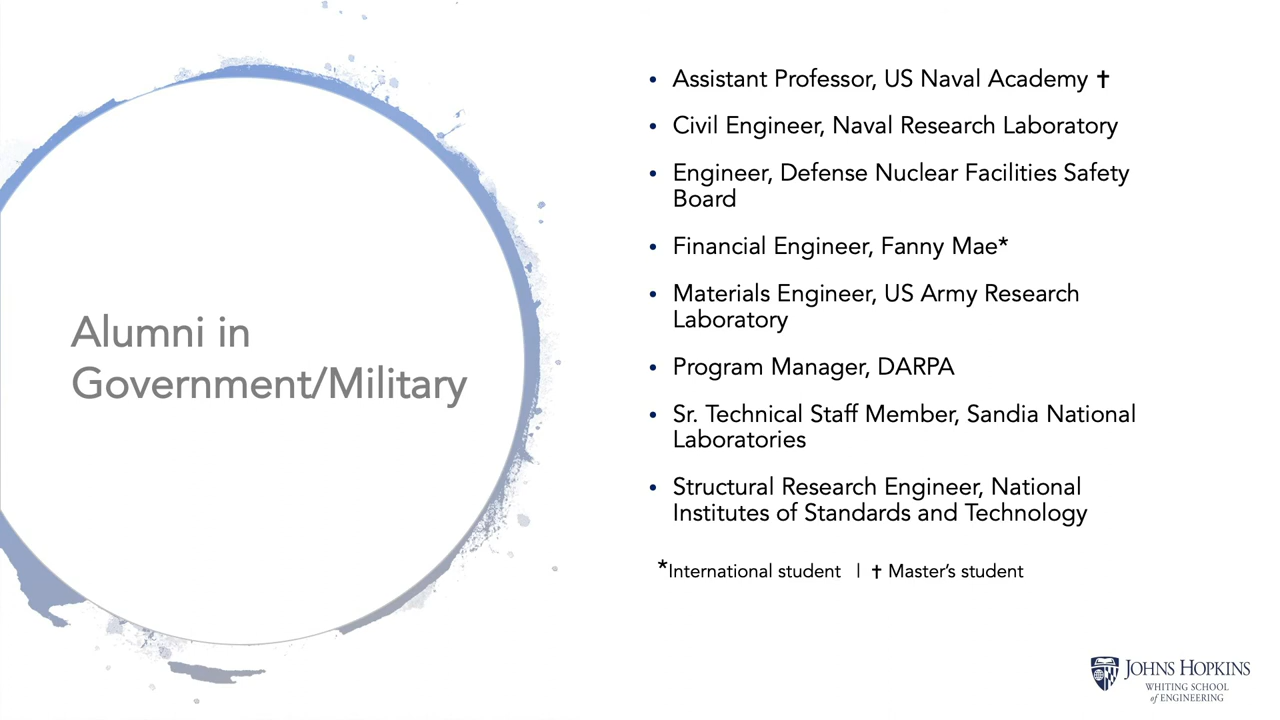 Alumni in
Government/Military
• Assistant Professor, US Naval Academy ✝
• Civil Engineer, Naval Research Laboratory
• Engineer, Defense Nuclear Facilities Safety
Board
• Financial Engineer, Fanny Mae*
• Materials Engineer, US Army Research
Laboratory
• Program Manager, DARPA
• Sr. Technical Staff Member, Sandia National
Laboratories
• Structural Research Engineer, National
Institutes of Standards and Technology
*International student | ✝ Master's student
JOHNS HOPKINS
WHITING SCHOOL
of ENGINEERING